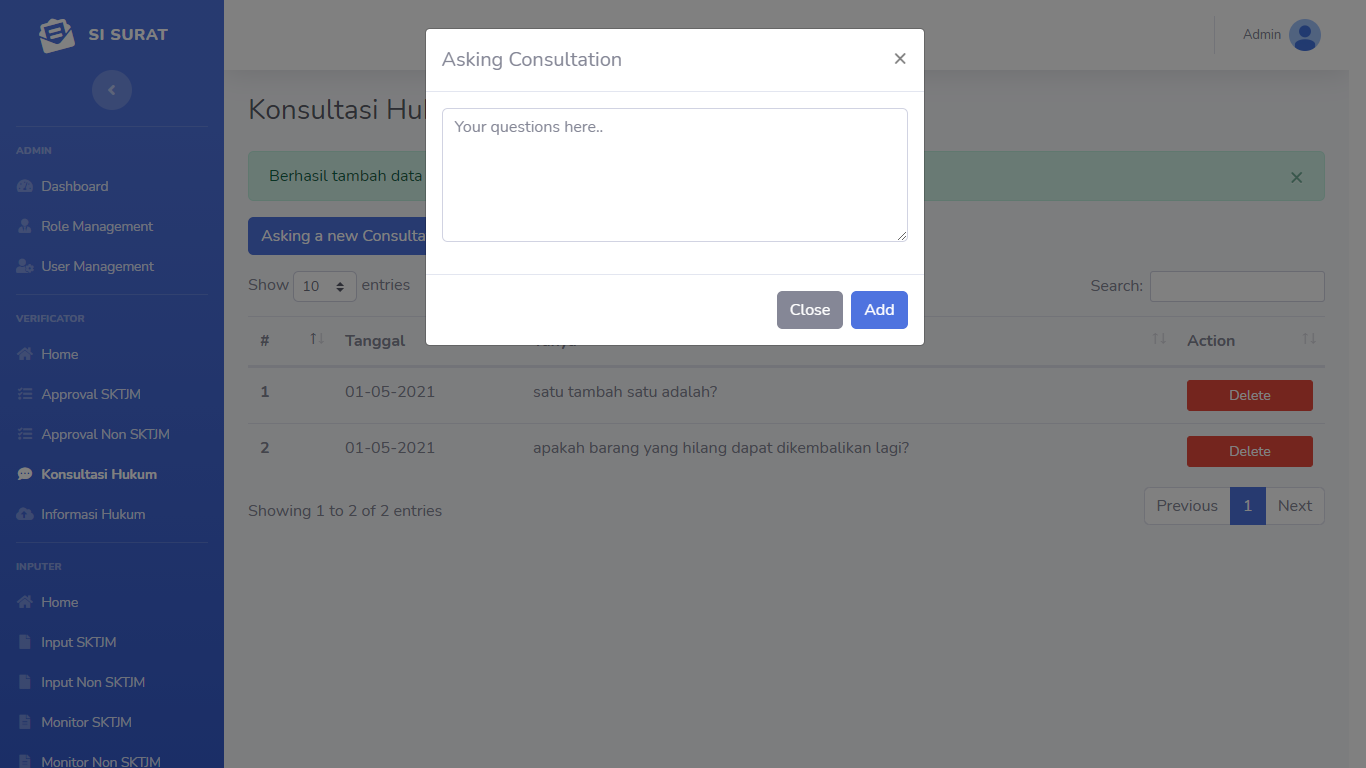 SI SURAT
ADMIN
Dashboard
Role Management
User Management
VERIFICATOR
Home
Approval SKTJM
Approval Non SKTJM
Konsultasi Hukum
Informasi Hukum
INPUTER
Home
Input SKTJM
Input Non SKTJM
Monitor SKTJM
Monitor Non SKTJM
Admin
Asking Consultation ×
Your questions here..
Close Add
Konsultasi Hu
Berhasil tambah data ×
Asking a new Consulta
Show 10 entries
Search:
# Tanggal Action
1 01-05-2021 satu tambah satu adalah? Delete
2 01-05-2021 apakah barang yang hilang dapat dikembalikan lagi? Delete
Showing 1 to 2 of 2 entries
Previous 1 Next